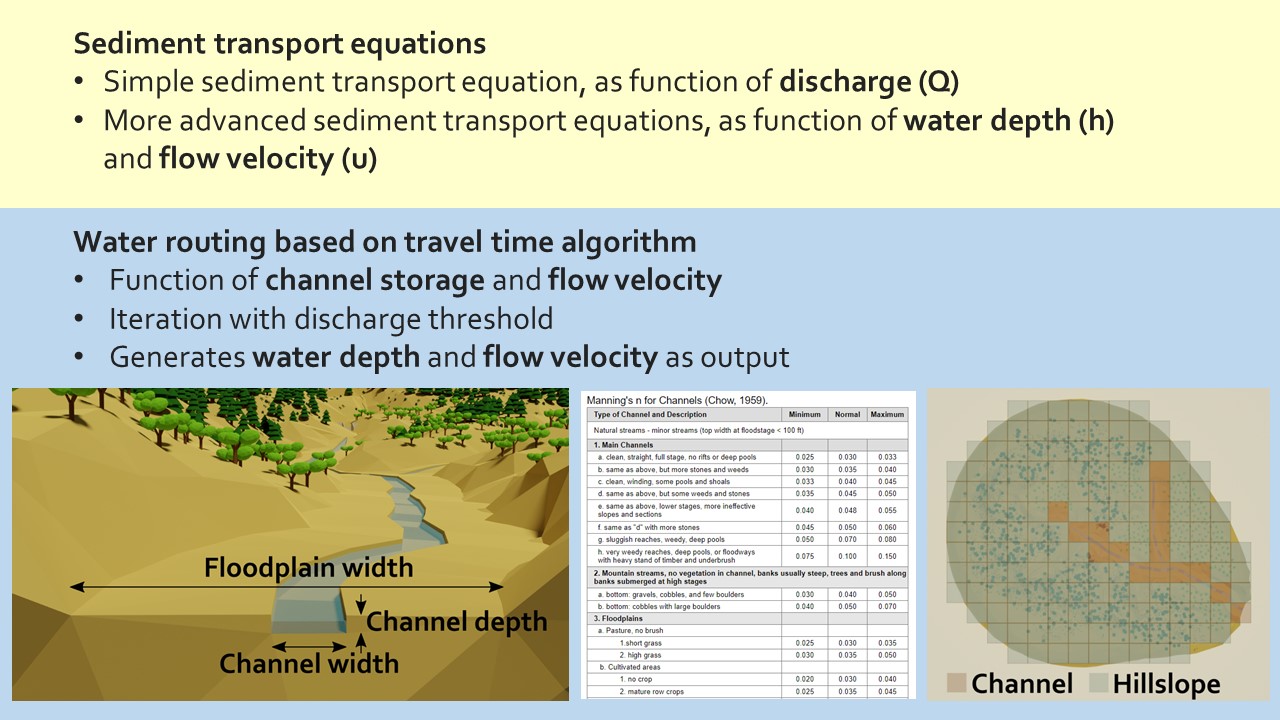 Sediment transport equations
• Simple sediment transport equation, as function of discharge (Q)
• More advanced sediment transport equations, as function of water depth (h)
and flow velocity (u)
Water routing based on travel time algorithm
• Function of channel storage and flow velocity
• Iteration with discharge threshold
• Generates water depth and flow velocity as output
Floodplain width
Channel depth
Channel width
Manning's n for Channels (Chow, 1959).
Type of Channel and Description Minimum Normal Maximum
Natural streams - minor streams (top width at floodstage < 100 ft)
1. Main Channels
a. clean, straight, full stage, no rifts or deep pools 0.025 0.030 0.033
b. same as above, but more stones and weeds 0.030 0.035 0.040
c. clean, winding, some pools and shoals 0.033 0.040 0.045
d. same as above, but some weeds and stones 0.035 0.045 0.050
e. same as above, lower stages, more ineffective
slopes and sections 0.040 0.048 0.055
f. same as "d" with more stones 0.045 0.050 0.060
g. sluggish reaches, weedy, deep pools 0.050 0.070 0.080
h. very weedy reaches, deep pools, or floodways
with heavy stand of timber and underbrush 0.075 0.100 0.150
2. Mountain streams, no vegetation in channel, banks usually steep, trees and brush along
banks submerged at high stages
a. bottom: gravels, cobbles, and few boulders 0.030 0.040 0.050
b. bottom: cobbles with large boulders 0.040 0.050 0.070
3. Floodplains
a. Pasture, no brush
1.short grass 0.025 0.030 0.035
2. high grass 0.030 0.035 0.050
b. Cultivated areas
1. no crop 0.020 0.030 0.040
2. mature row crops 0.025 0.035 0.045
Channel Hillslope